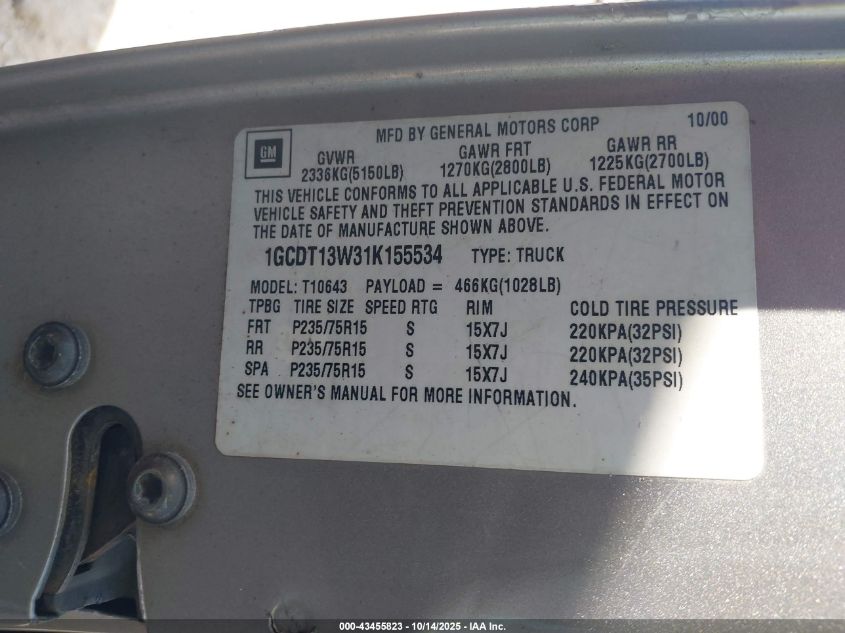 MFD BY GENERAL MOTORS CORP 10/00
GM
GVWR GAWR FRT GAWR RR
2336KG(5150LB) 1270KG(2800LB) 1225KG(2700LB)
THIS VEHICLE CONFORMS TO ALL APPLICABLE U.S. FEDERAL MOTOR
VEHICLE SAFETY AND THEFT PREVENTION STANDARDS IN EFFECT ON
THE DATE OF MANUFACTURE SHOWN ABOVE.
1GCDT13W31K155534 TYPE: TRUCK
MODEL: T10643 PAYLOAD = 466KG(1028LB)
TPBG TIRE SIZE SPEED RTG RIM COLD TIRE PRESSURE
FRT P235/75R15 S 15X7J 220KPA(32PSI)
RR P235/75R15 S 15X7J 220KPA(32PSI)
SPA P235/75R15 S 15X7J 240KPA(35PSI)
SEE OWNER'S MANUAL FOR MORE INFORMATION.
000-43455823 | 10/14/2025 - IAA Inc.